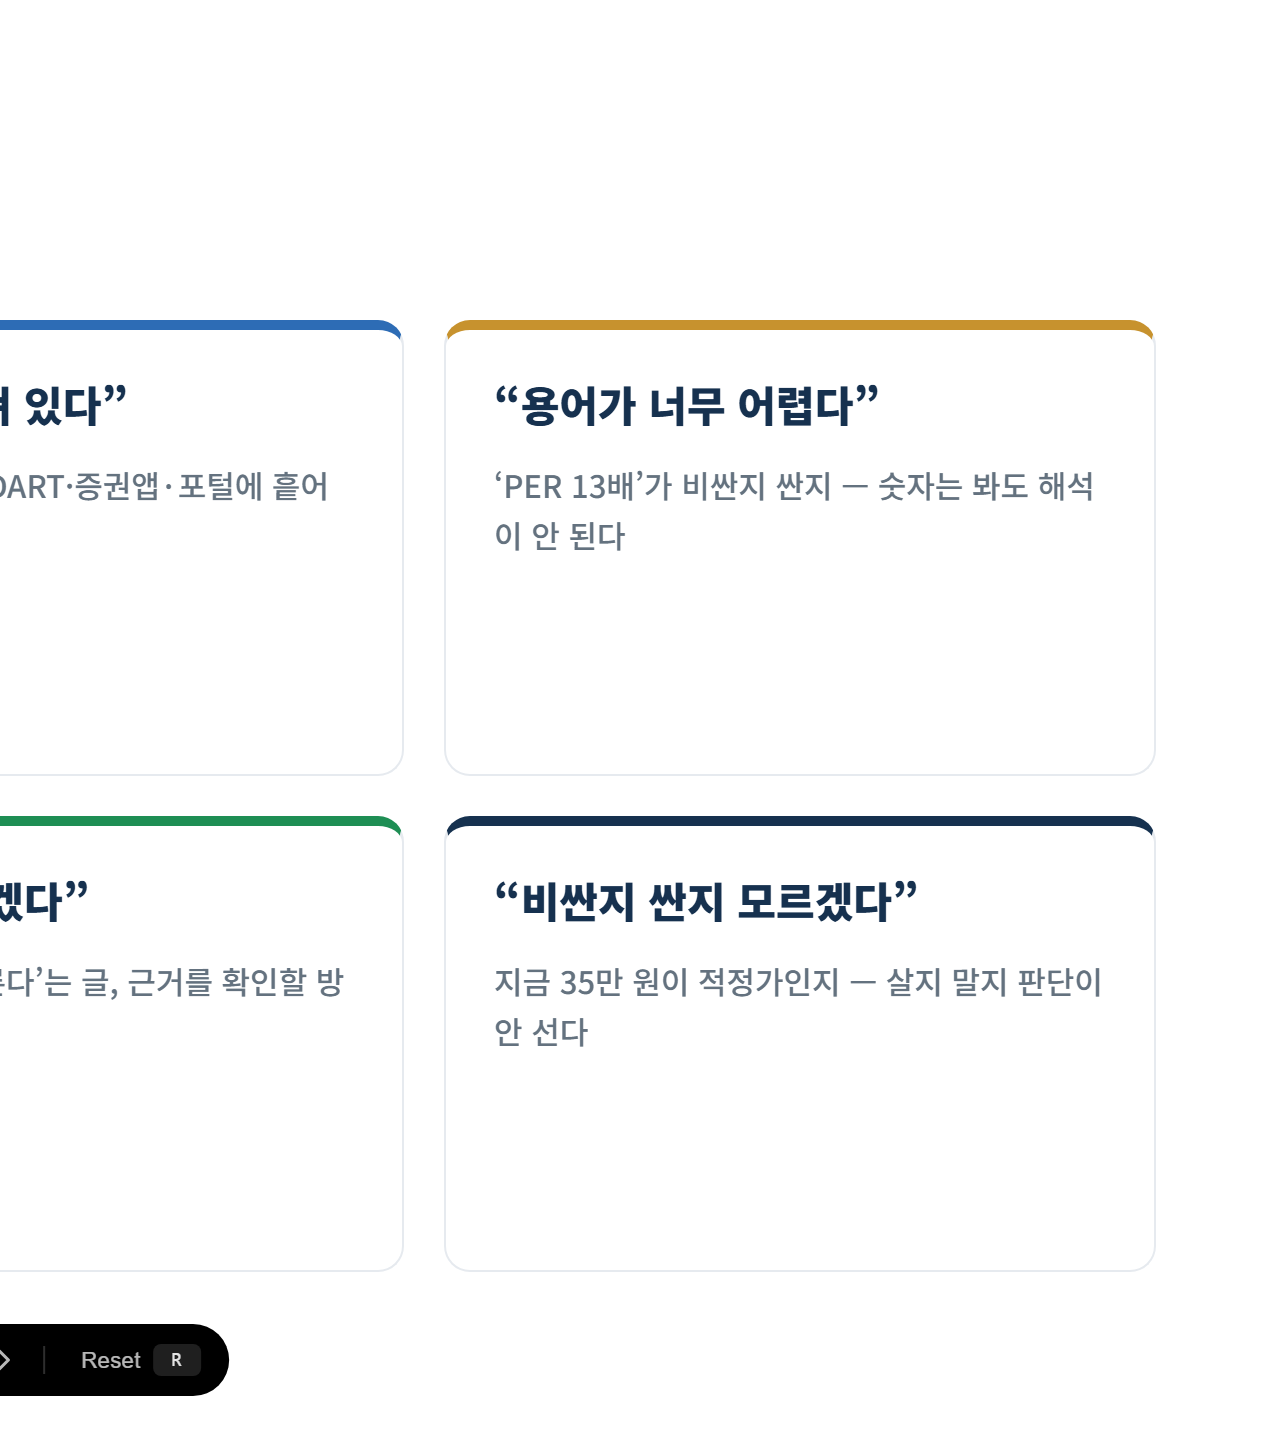 있다”
“용어가 너무 어렵다”
DART·증권앱·포털에 흩어
‘PER 13배’가 비싼지 싼지 — 숫자는 봐도 해석
이 안 된다
겠다”
“비싼지 싼지 모르겠다”
른다’는 글, 근거를 확인할 방
지금 35만 원이 적정가인지 — 살지 말지 판단이
안 선다
Reset R